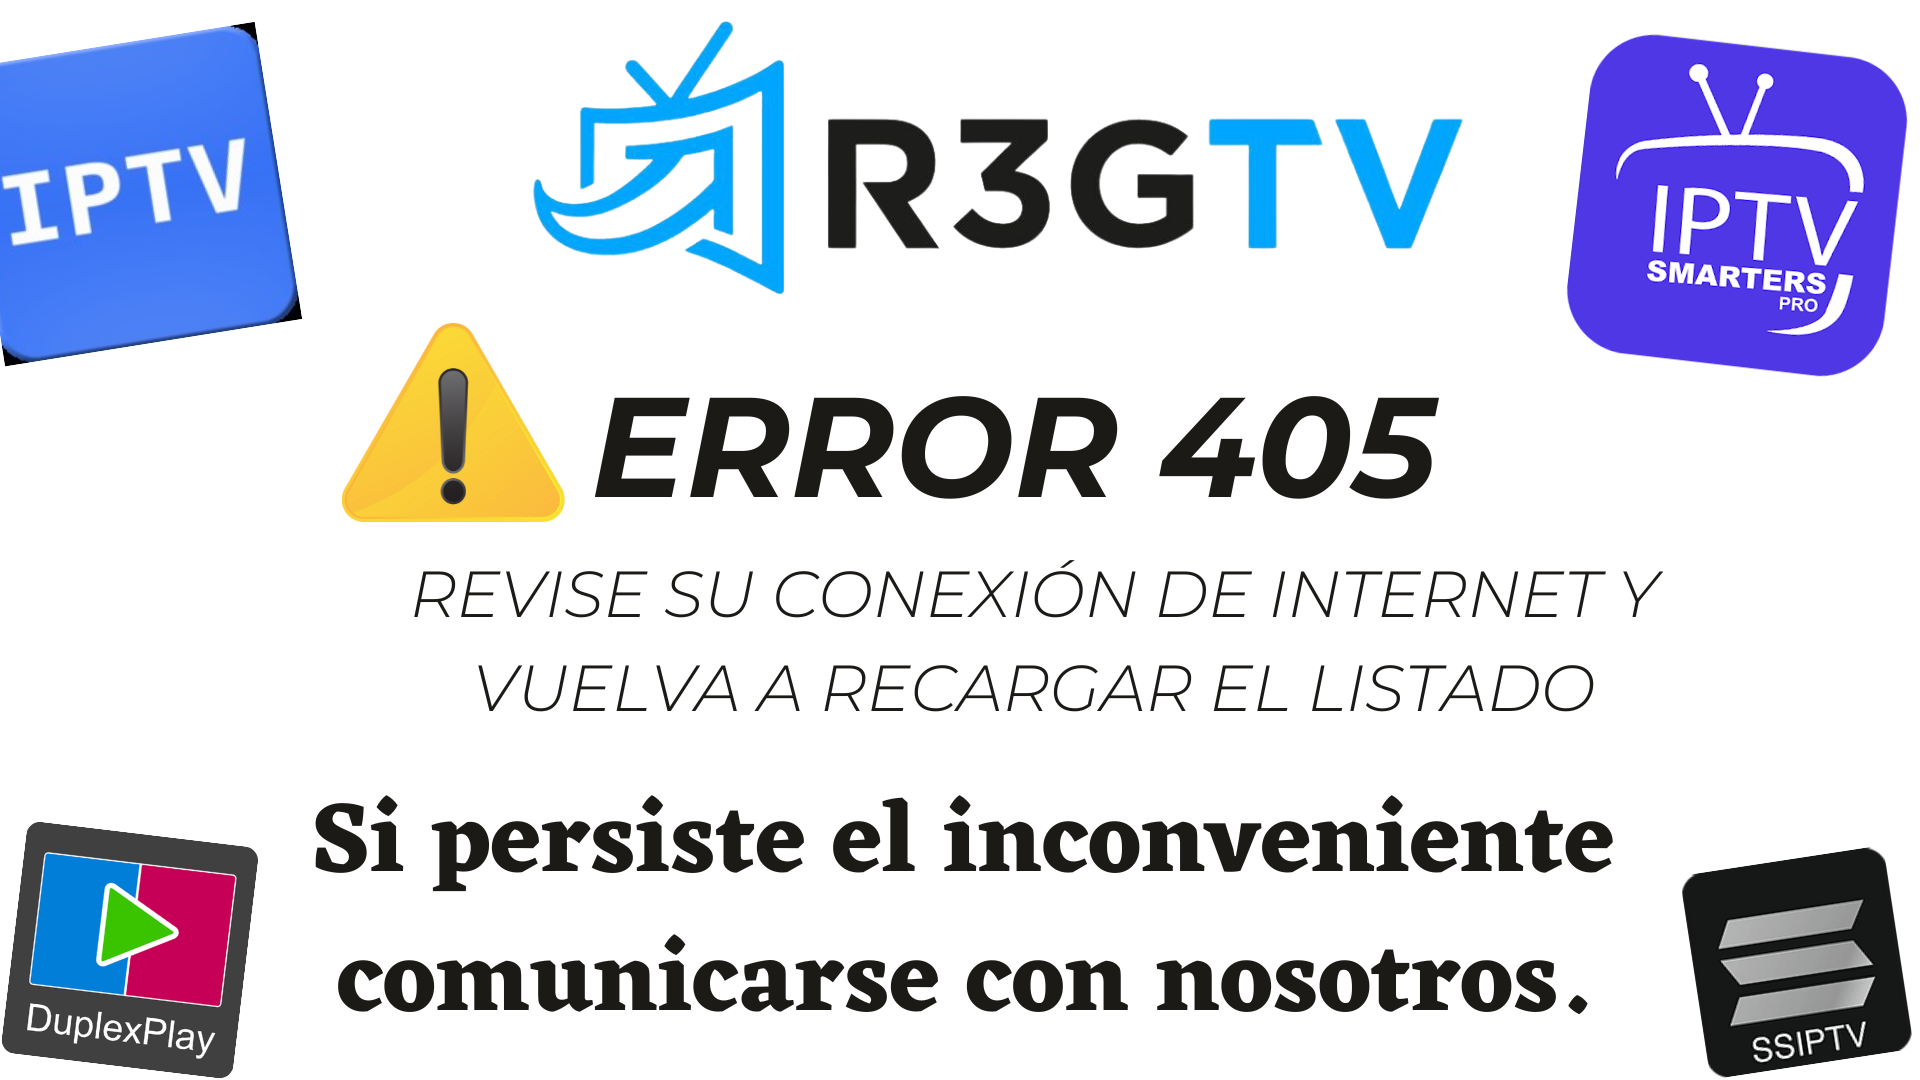 IPTV
R3GTV
IPTV
SMARTERS
PRO
ERROR 405
REVISE SU CONEXIÓN DE INTERNET Y
VUELVA A RECARGAR EL LISTADO
Si persiste el inconveniente
comunicarse con nosotros.
DuplexPlay
SSIPTV